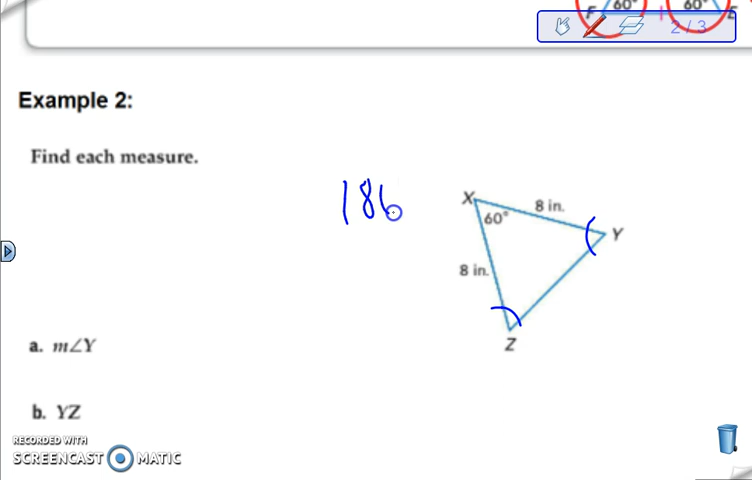 F 60° 60° E
2 / 3
Example 2:
Find each measure.
18
X
8 in.
60°
Y
8 in.
Z
a. m∠Y
b. YZ
RECORDED WITH
SCREENCAST MATIC